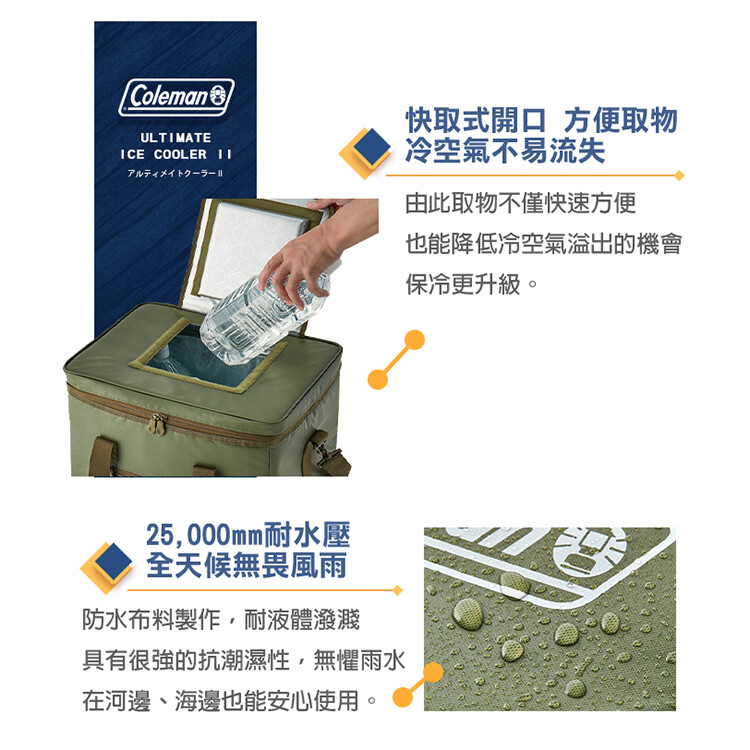 Coleman
ULTIMATE
ICE COOLER II
アルティメイトクーラーⅡ
快取式開口 方便取物
冷空氣不易流失
由此取物不僅快速方便
也能降低冷空氣溢出的機會
保冷更升級。
25,000mm耐水壓
全天候無畏風雨
防水布料製作，耐液體潑濺
具有很強的抗潮濕性，無懼雨水
在河邊、海邊也能安心使用。
an